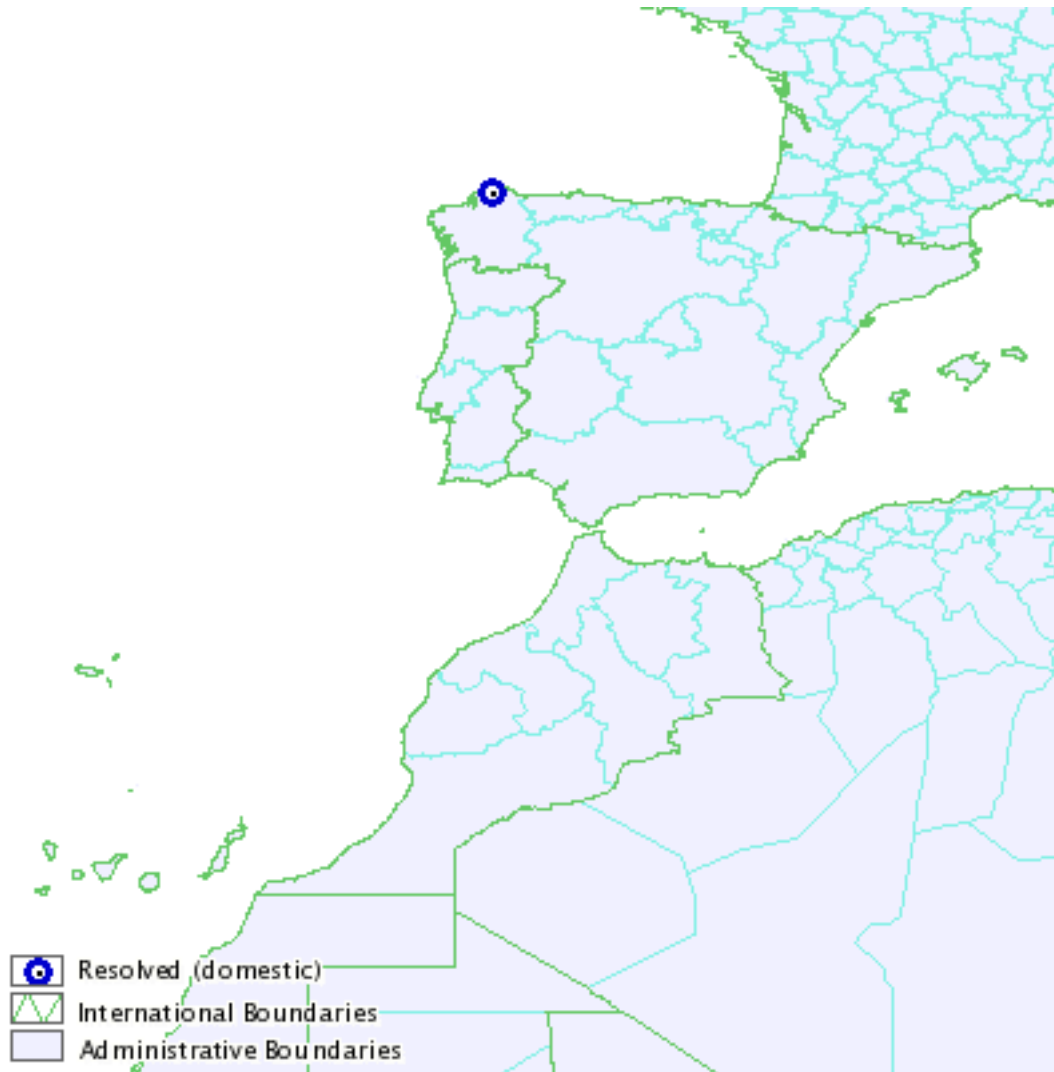 Resolved (domestic)
International Boundaries
Administrative Boundaries